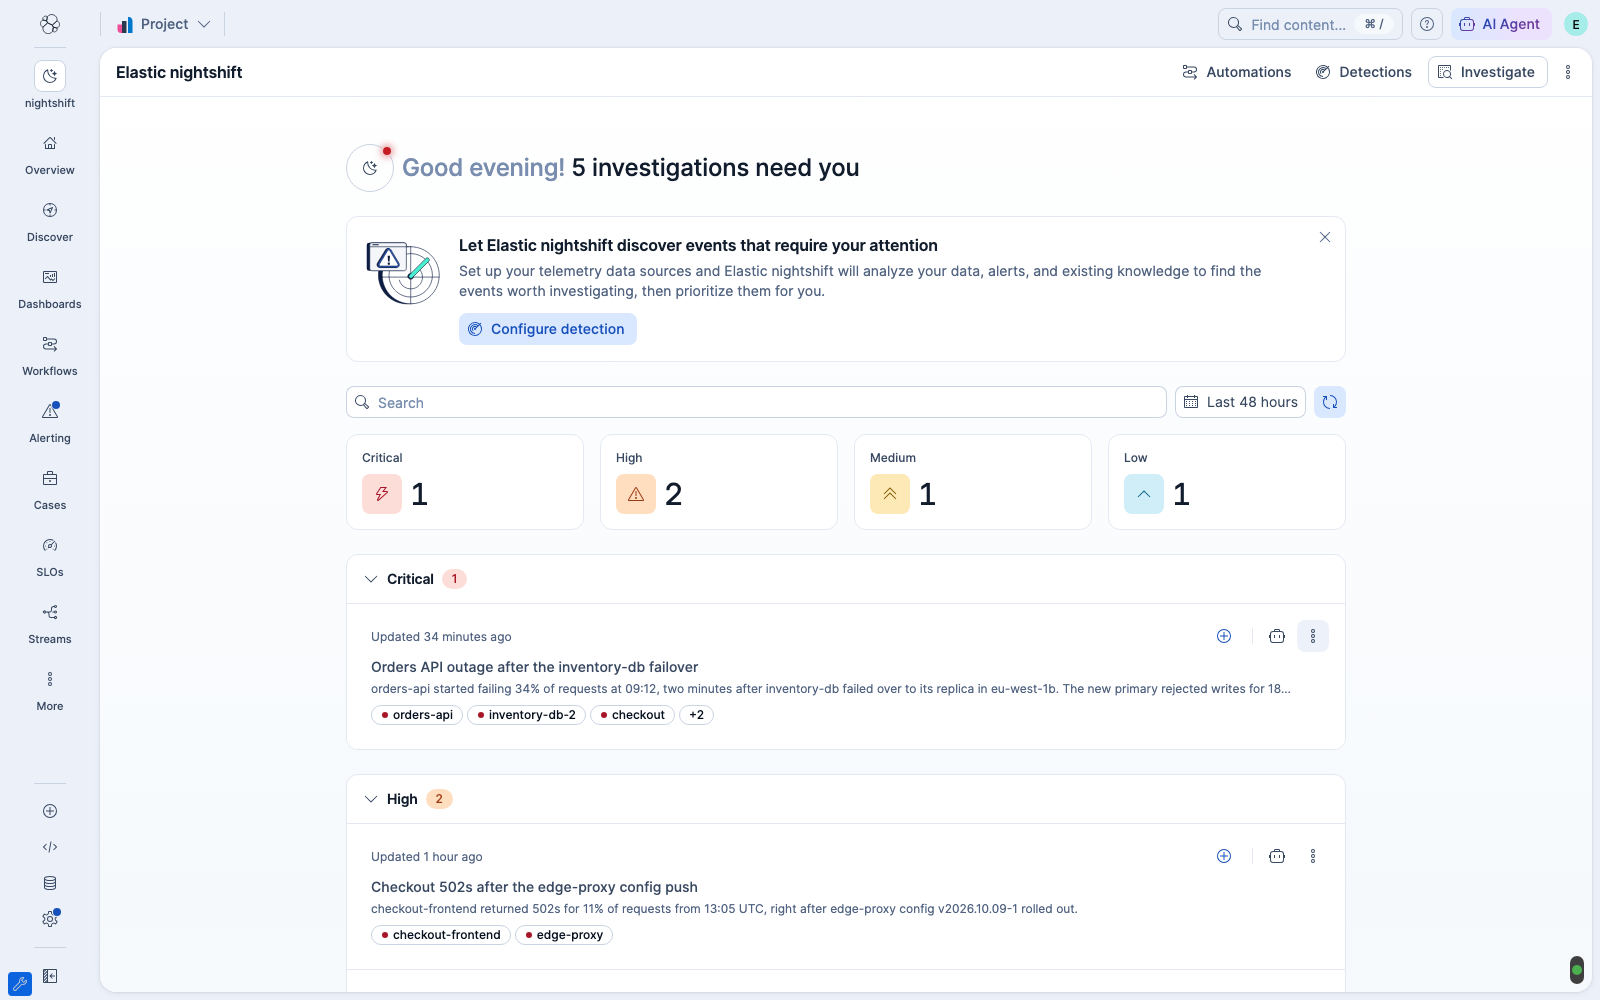 Project
Find content...
⌘ /
AI Agent
E
nightshift
Overview
Discover
Dashboards
Workflows
Alerting
Cases
SLOs
Streams
More
Elastic nightshift
Automations
Detections
Investigate
Good evening! 5 investigations need you
Let Elastic nightshift discover events that require your attention
Set up your telemetry data sources and Elastic nightshift will analyze your data, alerts, and existing knowledge to find the
events worth investigating, then prioritize them for you.
Configure detection
Search
Last 48 hours
Critical
1
High
2
Medium
1
Low
1
Critical 1
Updated 34 minutes ago
Orders API outage after the inventory-db failover
orders-api started failing 34% of requests at 09:12, two minutes after inventory-db failed over to its replica in eu-west-1b. The new primary rejected writes for 18...
orders-api inventory-db-2 checkout +2
High 2
Updated 1 hour ago
Checkout 502s after the edge-proxy config push
checkout-frontend returned 502s for 11% of requests from 13:05 UTC, right after edge-proxy config v2026.10.09-1 rolled out.
checkout-frontend edge-proxy